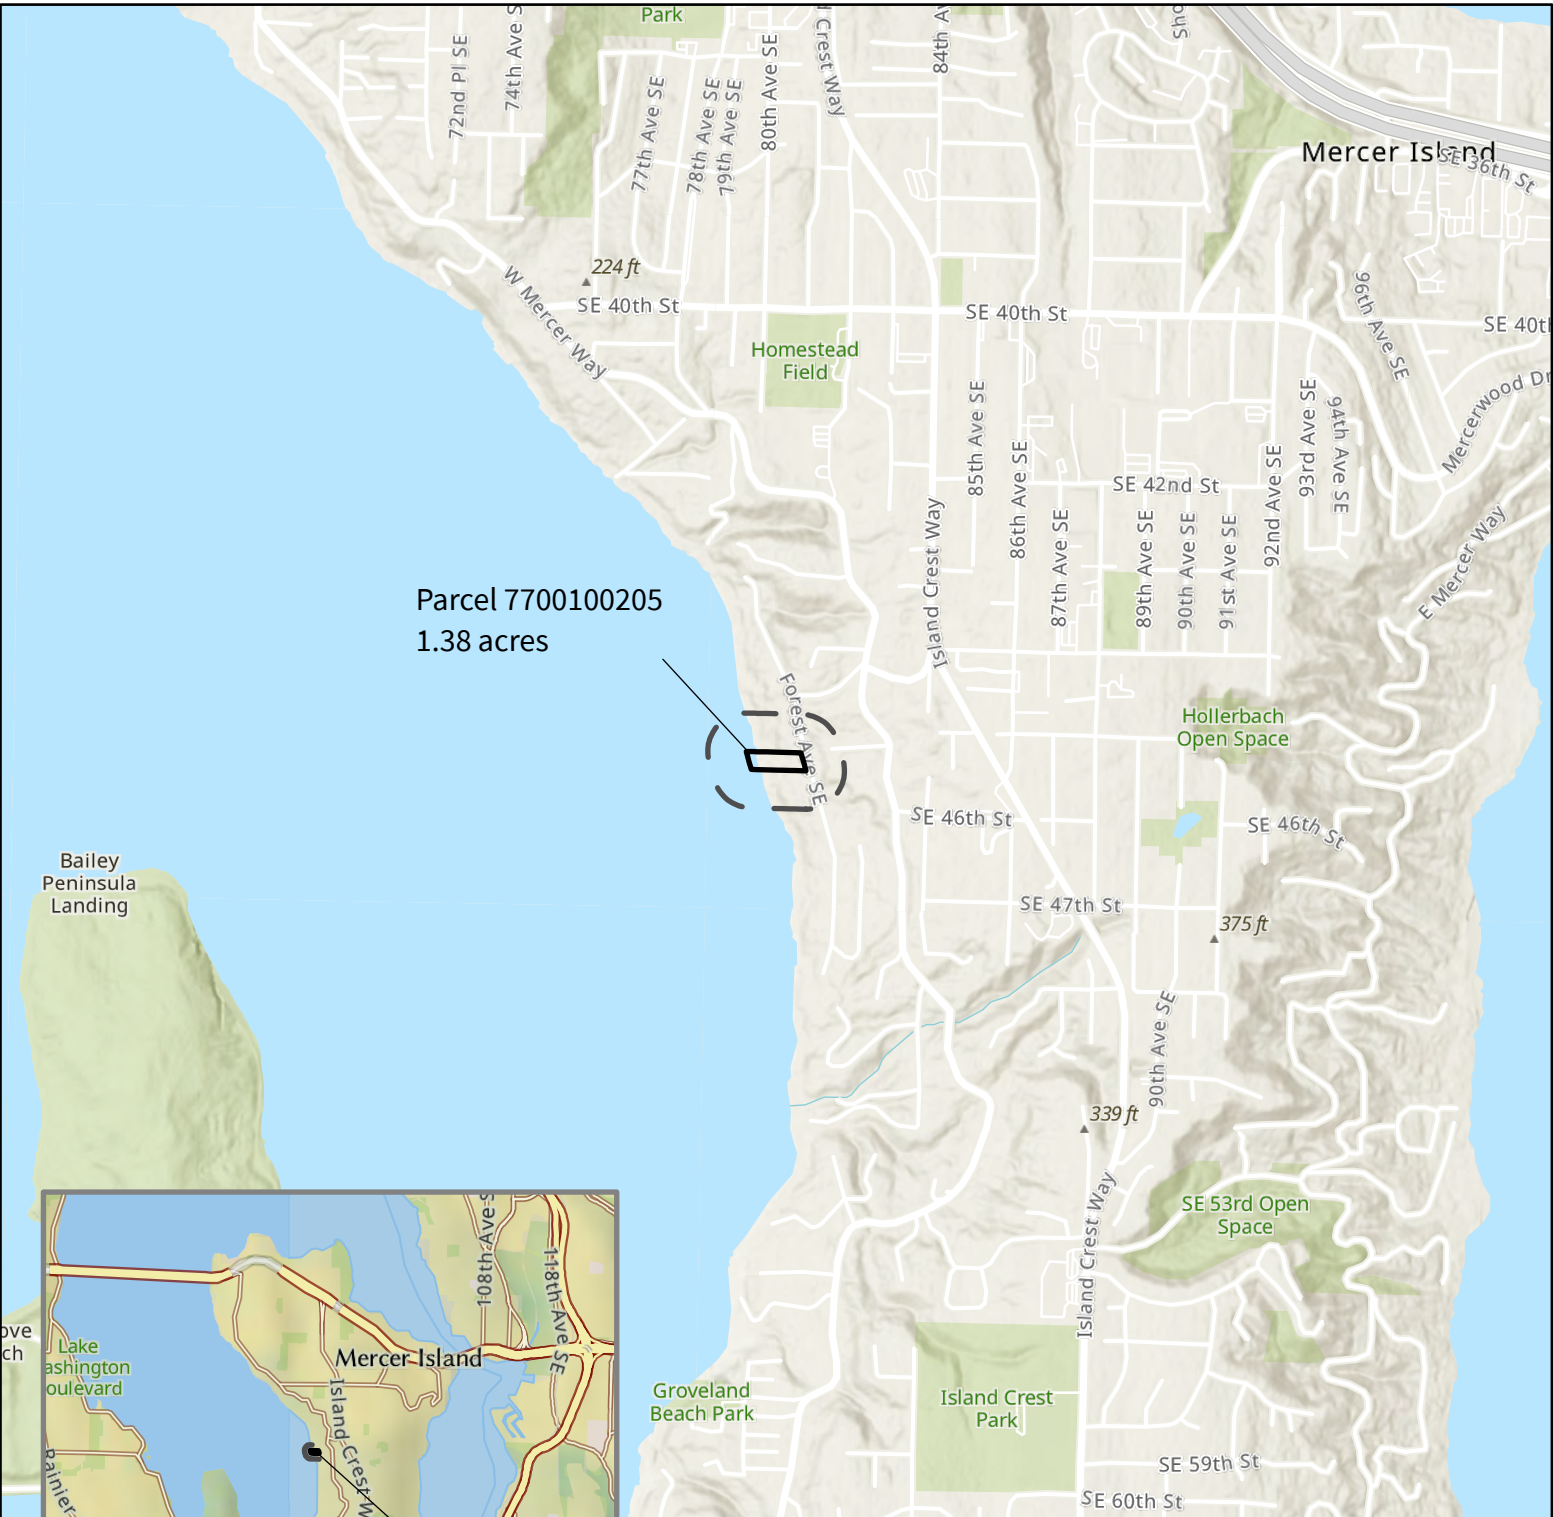 Park
72nd Pl SE
74th Ave S
77th Ave SE
78th Ave SE
79th Ave SE
80th Ave SE
Crest Way
84th Av
Sho
Mercer Island
SE 36th St
224 ft
W Mercer Way
SE 40th St
SE 40th St
SE 40th
96th Ave SE
Homestead
Field
Mercerwood Dr
85th Ave SE
86th Ave SE
SE 42nd St
92nd Ave SE
93rd Ave SE
94th Ave SE
Island Crest Way
87th Ave SE
89th Ave SE
90th Ave SE
91st Ave SE
E Mercer Way
Parcel 7700100205
1.38 acres
Forest Ave SE
Hollerbach
Open Space
SE 46th St
SE 46th St
Bailey
Peninsula
Landing
SE 47th St
375 ft
90th Ave SE
339 ft
SE 53rd Open
Space
Island Crest Way
108th-Ave-S
118th-Ave-SE
ove
ch
Lake
ashington
oulevard
Mercer Island
Island Crest W
Rainier
Groveland
Beach Park
Island Crest
Park
SE 59th St
SE 60th St